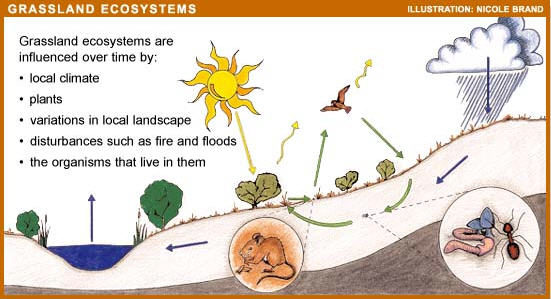 GRASSLAND ECOSYSTEMS
ILLUSTRATION: NICOLE BRAND
Grassland ecosystems are
influenced over time by:
• local climate
• plants
• variations in local landscape
• disturbances such as fire and floods
• the organisms that live in them